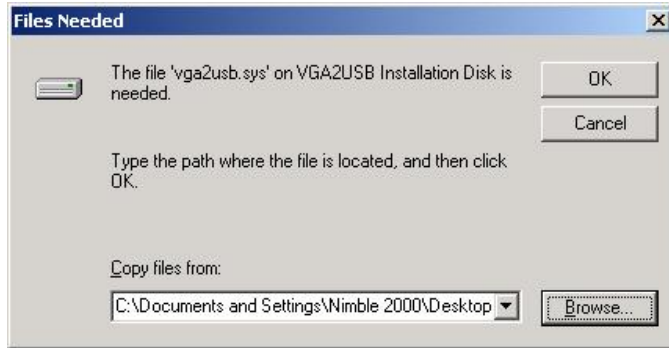 Files Needed
The file 'vga2usb.sys' on VGA2USB Installation Disk is
needed.
OK
Cancel
Type the path where the file is located, and then click
OK.
Copy files from:
C:\Documents and Settings\Nimble 2000\Desktop
Browse...